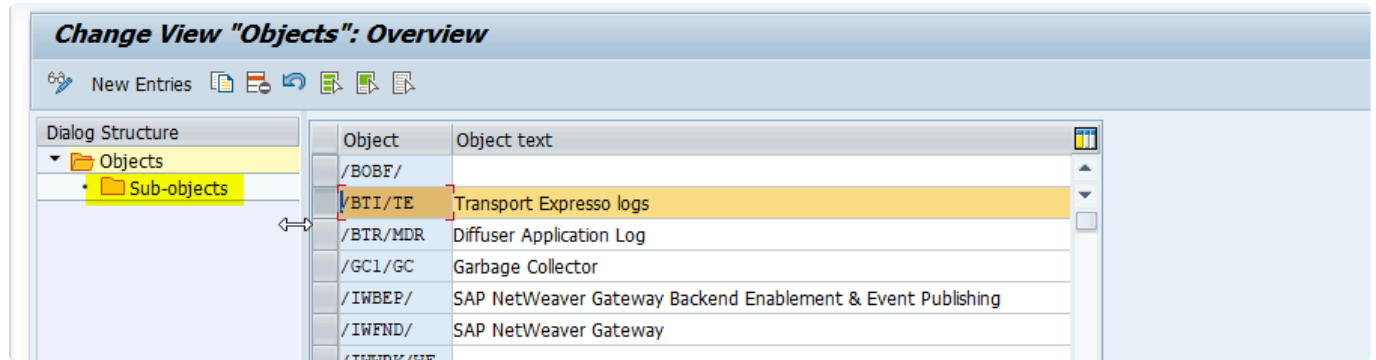 Change View "Objects": Overview
New Entries
Dialog Structure
Objects
Sub-objects
Object Object text
/BOBF/
/BTI/TE Transport Expresso logs
/BTR/MDR Diffuser Application Log
/GC1/GC Garbage Collector
/IWBEP/ SAP NetWeaver Gateway Backend Enablement & Event Publishing
/IWFND/ SAP NetWeaver Gateway